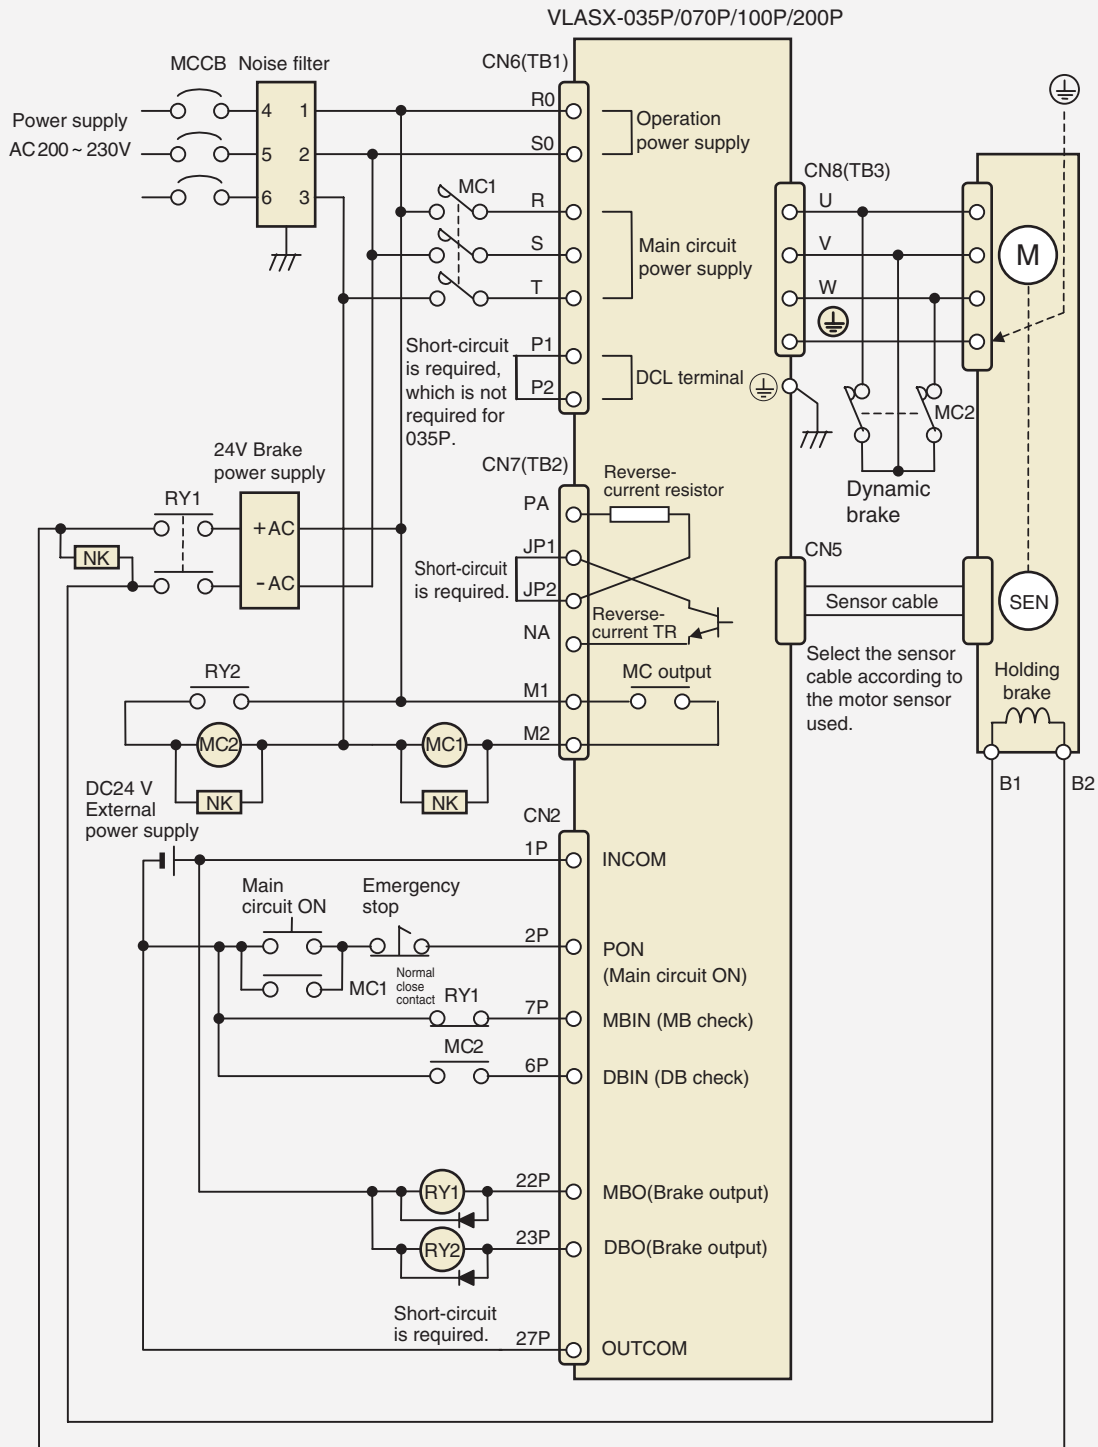 VLASX-035P/070P/100P/200P
CN6(TB1)
MCCB
Noise filter
Power supply
AC 200 ~ 230V
4
1
5
2
6
3
R0
S0
Operation
power supply
MC1
R
S
T
Main circuit
power supply
CN8(TB3)
U
V
W
M
Short-circuit
is required,
which is not
required for
035P.
P1
P2
DCL terminal
MC2
Dynamic
brake
24V Brake
power supply
RY1
+ AC
- AC
NK
CN7(TB2)
PA
JP1
JP2
NA
Short-circuit
is required.
Reverse-
current resistor
Reverse-
current TR
CN5
Sensor cable
SEN
Select the sensor
cable according to
the motor sensor
used.
Holding
brake
B1
B2
RY2
MC2
NK
MC1
NK
M1
M2
MC output
DC24 V
External
power supply
CN2
1P
INCOM
Main
circuit ON
Emergency
stop
2P
PON
(Main circuit ON)
MC1
Normal
close
contact
RY1
7P
MBIN (MB check)
MC2
6P
DBIN (DB check)
RY1
22P
MBO(Brake output)
RY2
23P
DBO(Brake output)
Short-circuit
is required.
27P
OUTCOM